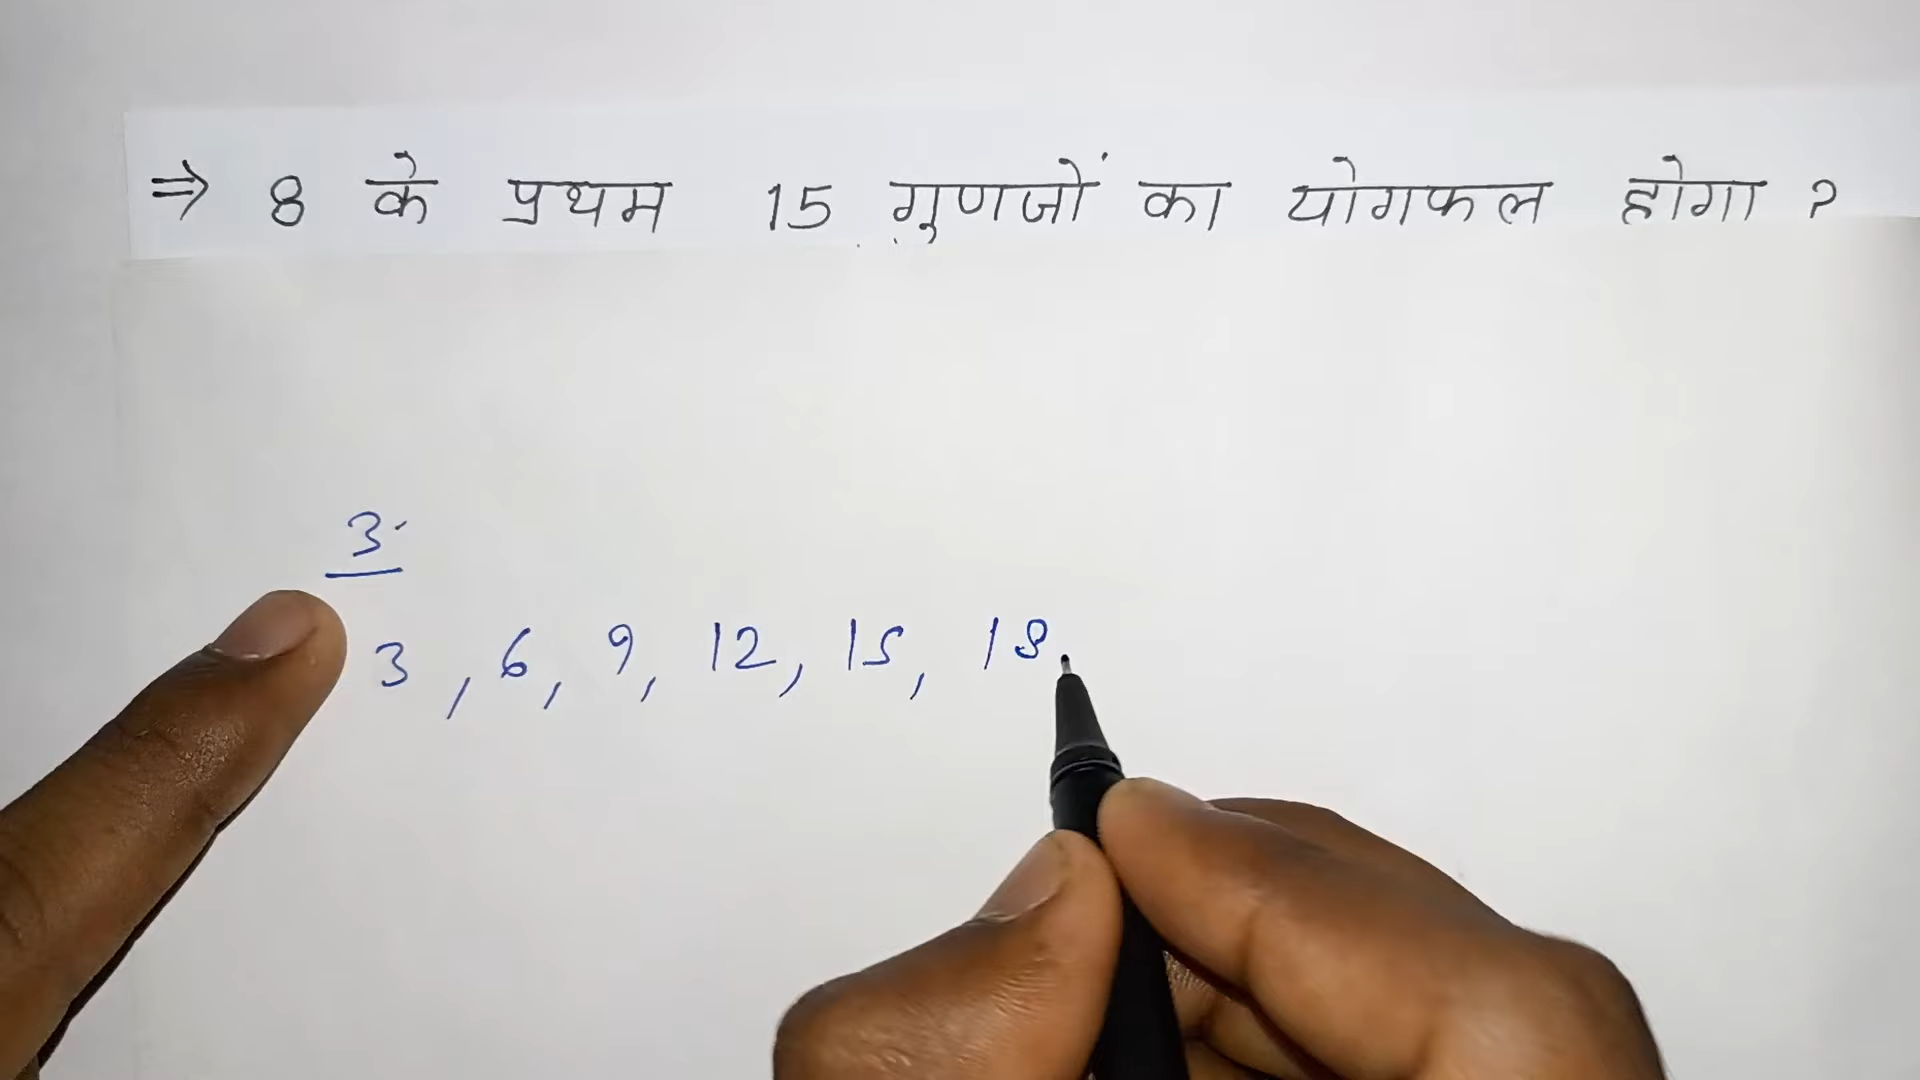 ⇒ 8 के प्रथम 15 गुणजों का योगफल होगा ?
3
3, 6, 9, 12, 15, 18